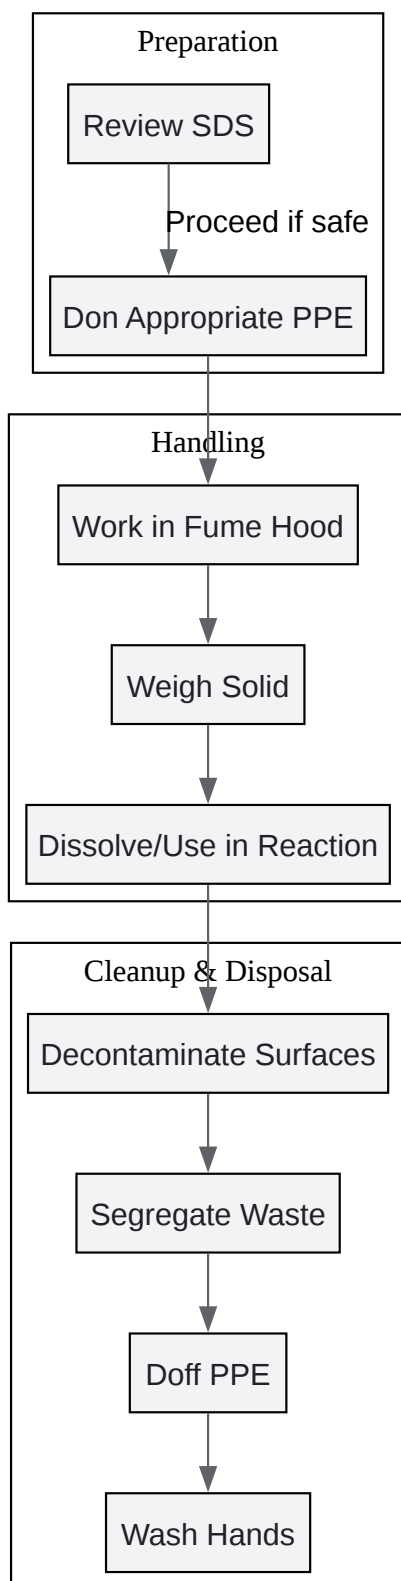 Preparation
Review SDS
Proceed if safe
Don Appropriate PPE
Handling
Work in Fume Hood
Weigh Solid
Dissolve/Use in Reaction
Cleanup & Disposal
Decontaminate Surfaces
Segregate Waste
Doff PPE
Wash Hands